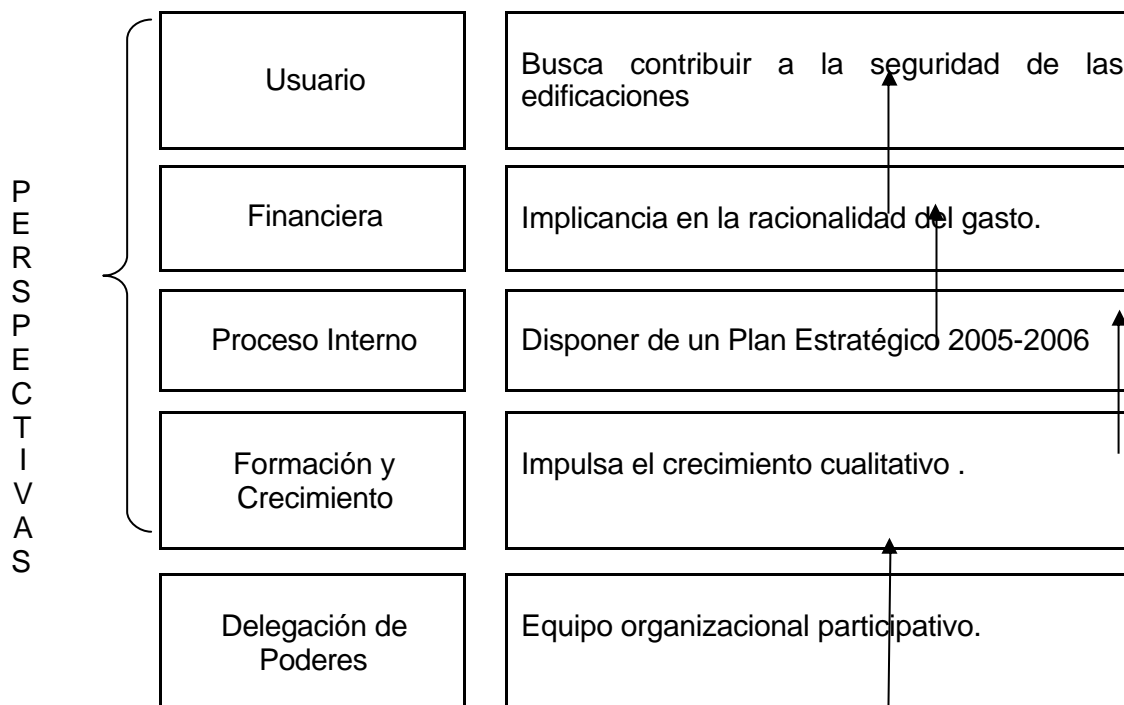 PERSPECTIVAS
Usuario
Busca contribuir a la seguridad de las
edificaciones
Financiera
Implicancia en la racionalidad del gasto.
Proceso Interno
Disponer de un Plan Estratégico 2005-2006
Formación y
Crecimiento
Impulsa el crecimiento cualitativo .
Delegación de
Poderes
Equipo organizacional participativo.